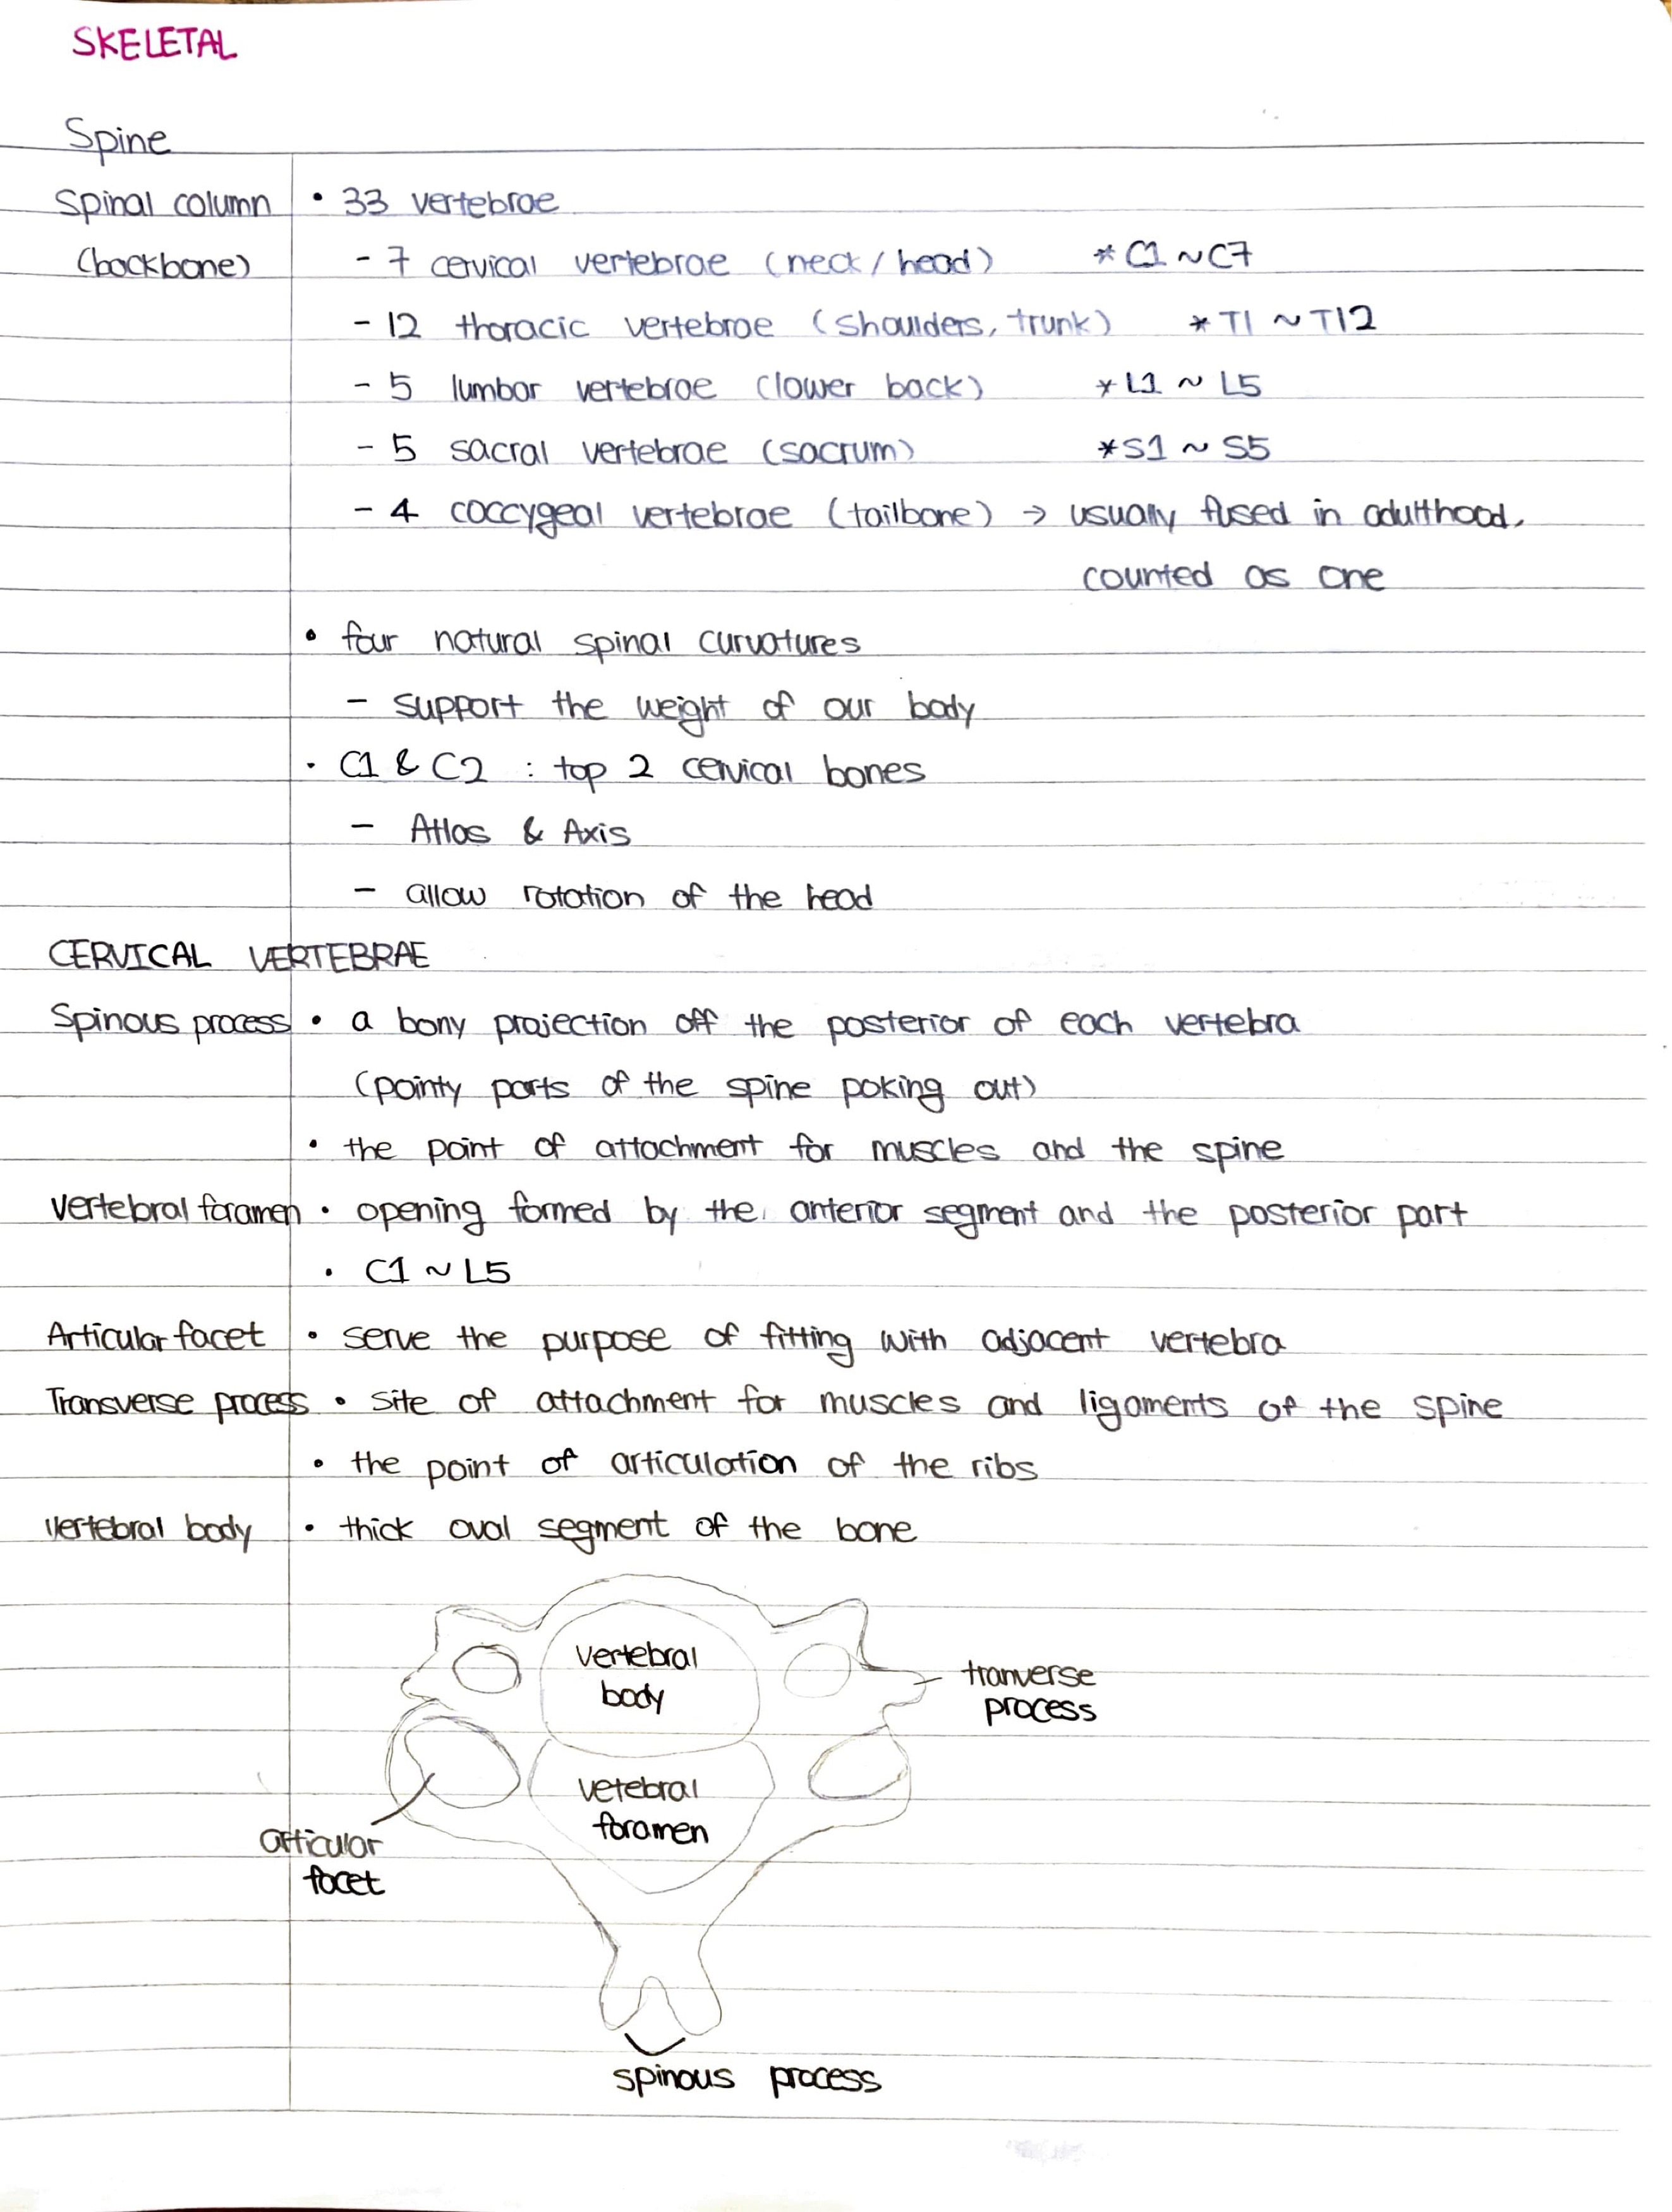 SKELETAL
Spine
Spinal column • 33 vertebrae
(backbone) - 7 cervical vertebrae (neck / head) * C1 ~ C7
- 12 thoracic vertebrae (shoulders, trunk) * T1 ~ T12
- 5 lumbar vertebrae (lower back) * L1 ~ L5
- 5 sacral vertebrae (sacrum) * S1 ~ S5
- 4 coccygeal vertebrae (tailbone) → usually fused in adulthood,
counted as one
• four natural spinal curvatures
- support the weight of our body
• C1 & C2 : top 2 cervical bones
- Atlas & Axis
- allow rotation of the head
CERVICAL VERTEBRAE
Spinous process • a bony projection off the posterior of each vertebra
(pointy parts of the spine poking out)
• the point of attachment for muscles and the spine
Vertebral foramen • opening formed by the anterior segment and the posterior part
• C1 ~ L5
Articular facet • serve the purpose of fitting with adjacent vertebra
Transverse process • site of attachment for muscles and ligaments of the spine
• the point of articulation of the ribs
Vertebral body • thick oval segment of the bone
vertebral
body
tranverse
process
vetebral
foramen
articular
facet
spinous process